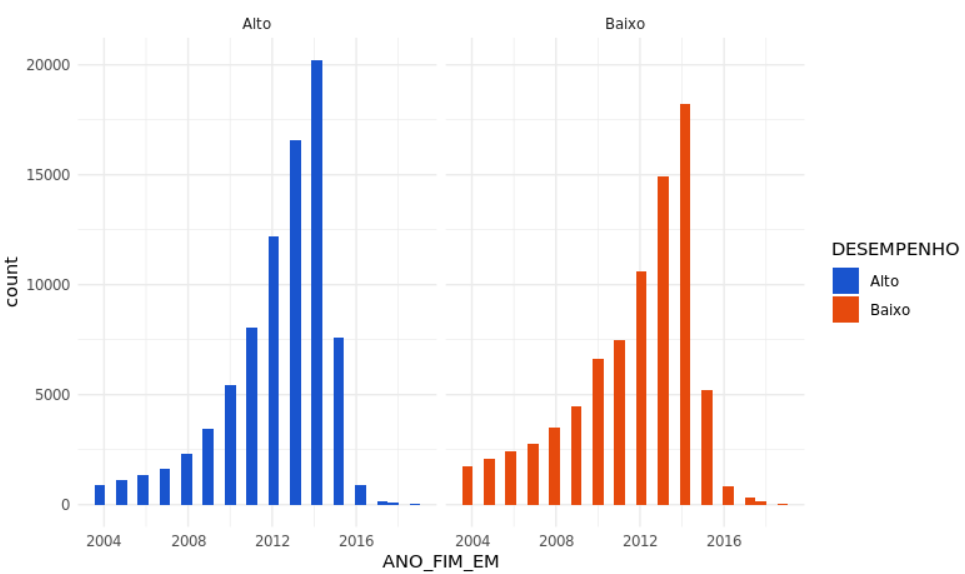 Alto
Baixo
20000
15000
10000
5000
0
count
2004
2008
2012
2016
2004
2008
2012
2016
ANO_FIM_EM
DESEMPENHO
Alto
Baixo